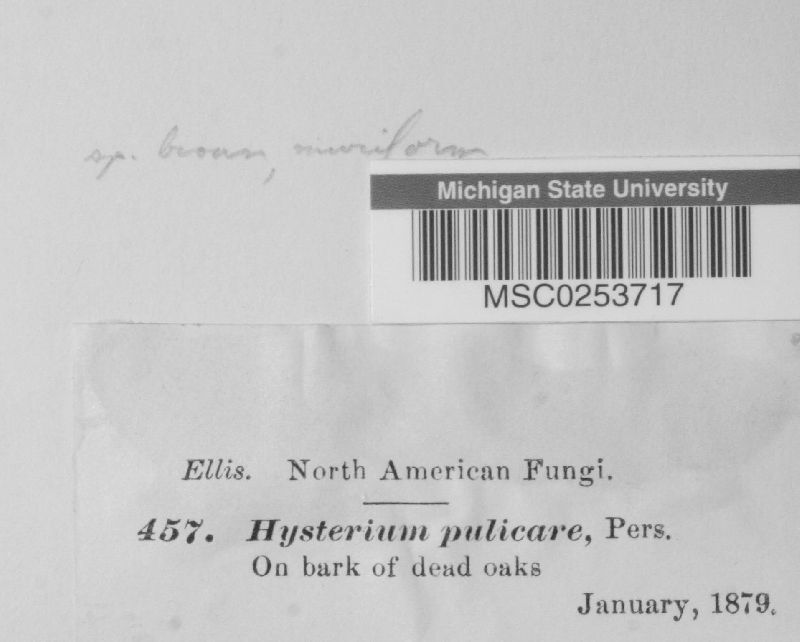 sp. brown, muriform
Michigan State University
MSC0253717
Ellis. North American Fungi.
457. Hysterium pulicare, Pers.
On bark of dead oaks
January, 1879.